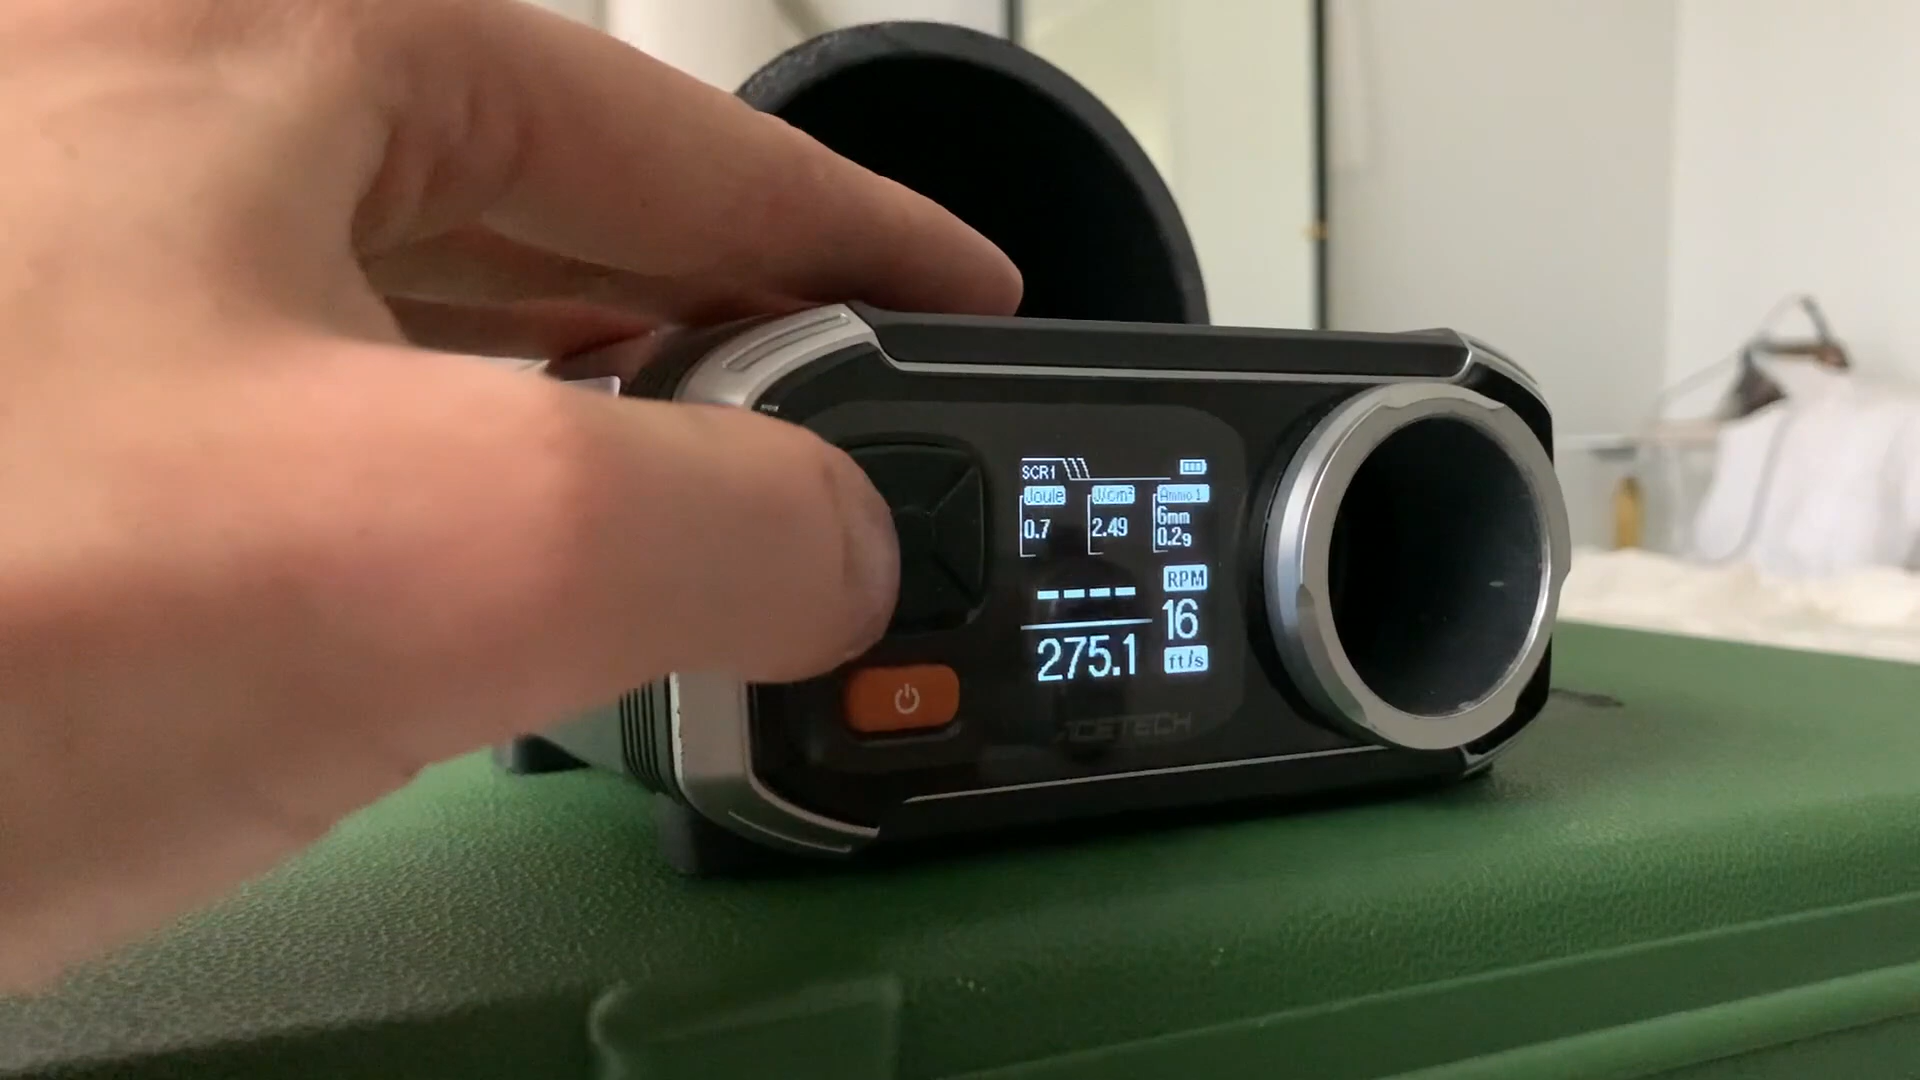 SCR1
Joule J/cm² Ammo 1
0.7 2.49 6mm
0.2g
---- RPM
16
275.1 ft/s
ACETECH